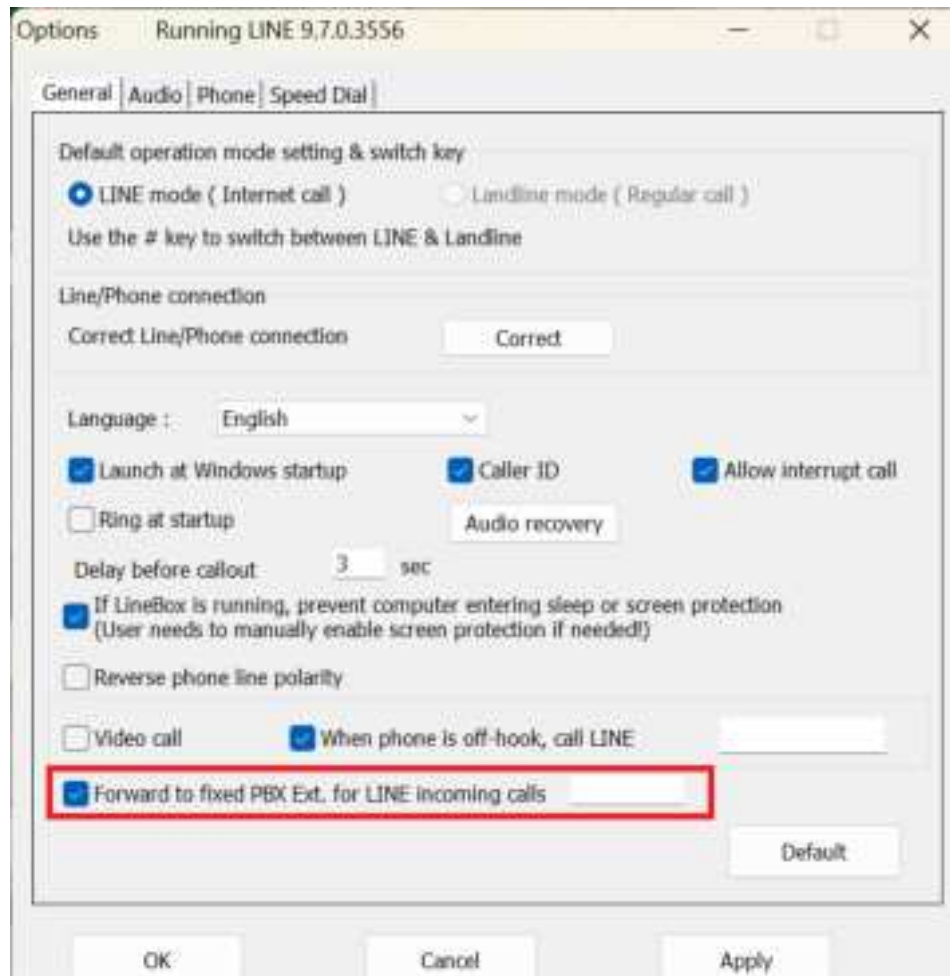 Options Running LINE 9.7.0.3556
General Audio Phone Speed Dial
Default operation mode setting & switch key
LINE mode ( Internet call ) Landline mode ( Regular call )
Use the # key to switch between LINE & Landline
Line/Phone connection
Correct Line/Phone connection Correct
Language : English
Launch at Windows startup Caller ID Allow interrupt call
Ring at startup Audio recovery
Delay before callout 3 sec
If LineBox is running, prevent computer entering sleep or screen protection
(User needs to manually enable screen protection if needed!)
Reverse phone line polarity
Video call When phone is off-hook, call LINE
Forward to fixed PBX Ext. for LINE incoming calls
Default
OK Cancel Apply